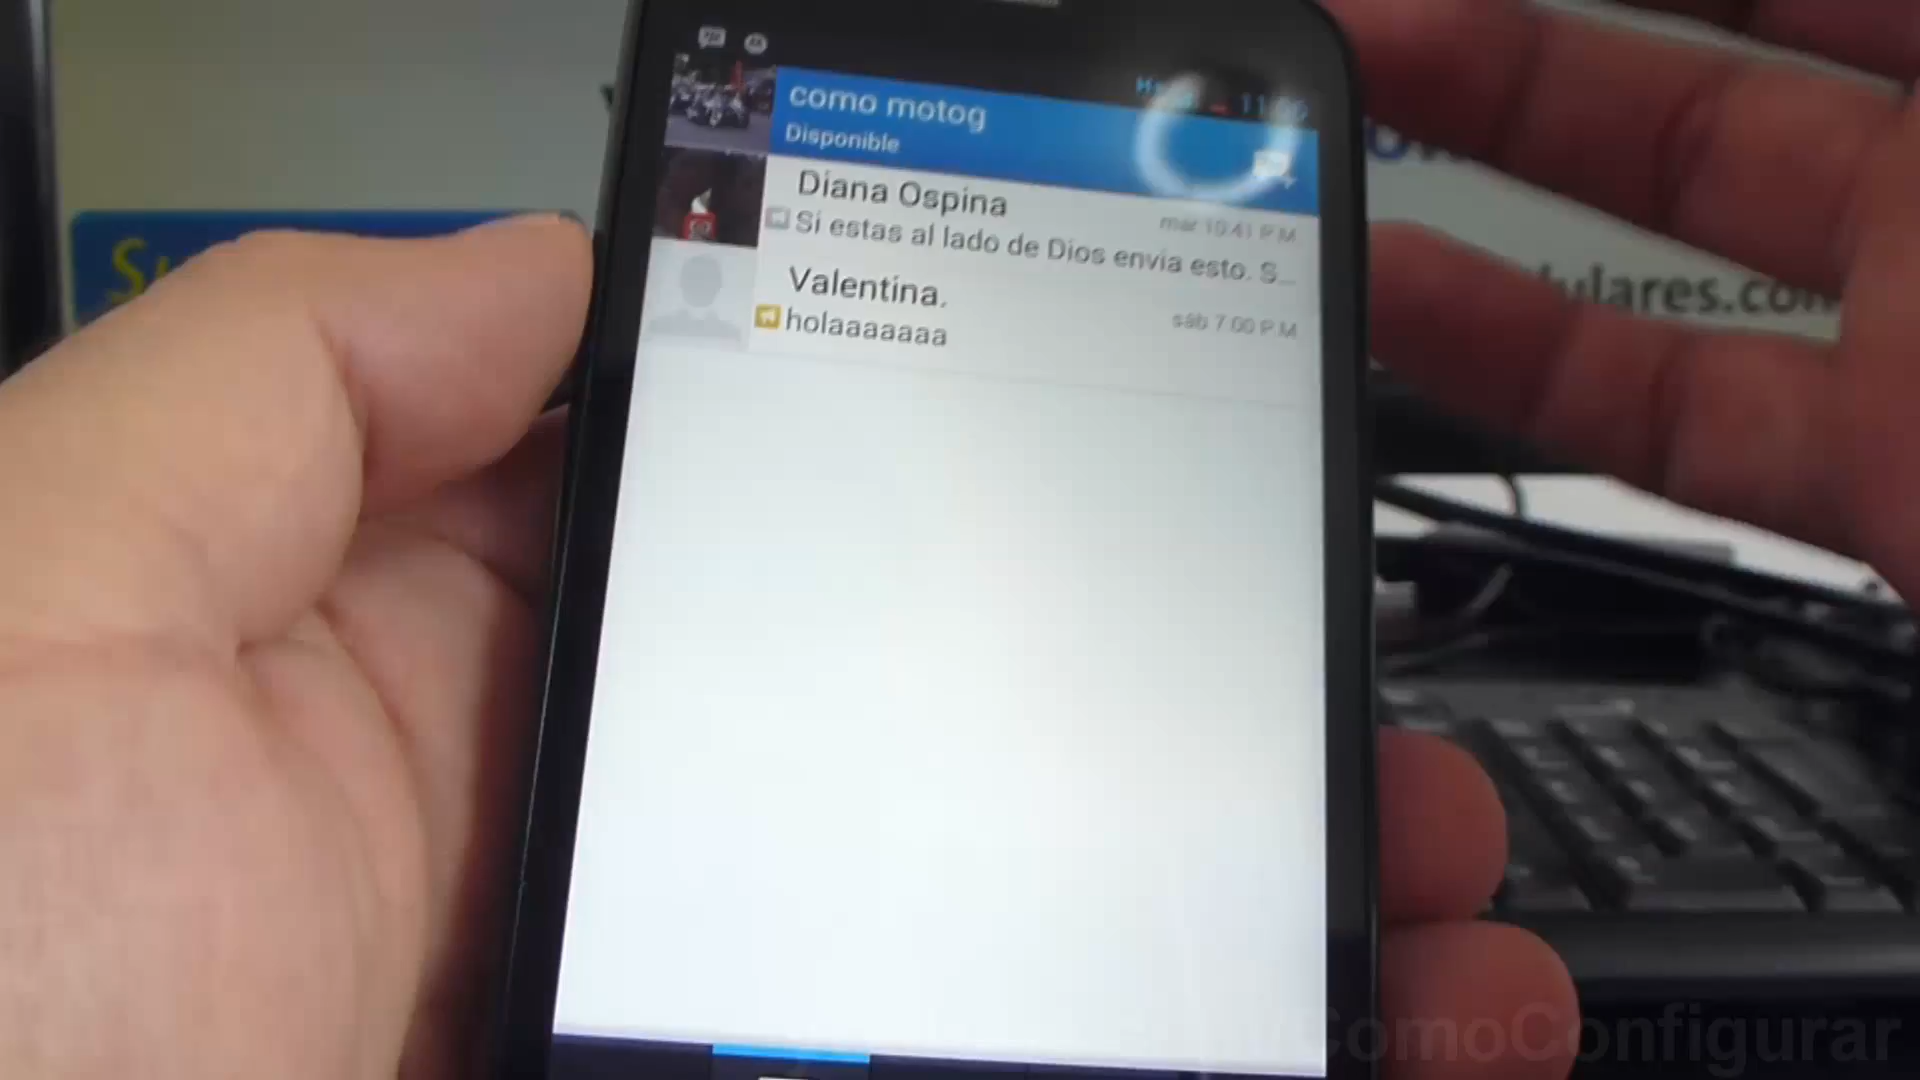 como motog
Disponible
Diana Ospina
mar 10:41 P.M.
Si estas al lado de Dios envia esto. S...
Valentina.
sáb 7:00 P.M.
holaaaaaaa
ComoConfigurar